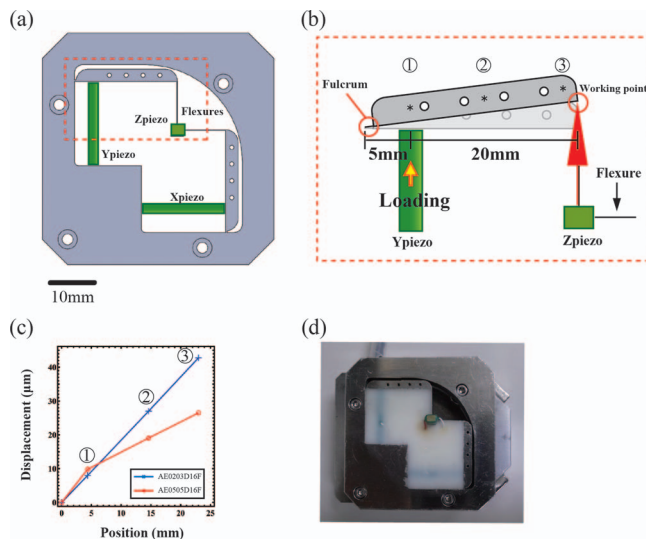 (a)
Flexures
Zpiezo
Ypiezo
Xpiezo
10mm
(b)
① ② ③
Fulcrum
Working point
5mm 20mm
Loading
Flexure
Ypiezo
Zpiezo
(c)
Displacement (μm)
40
30
20
10
0
① ② ③
AE0203D16F
AE0505D16F
0 5 10 15 20 25
Position (mm)
(d)